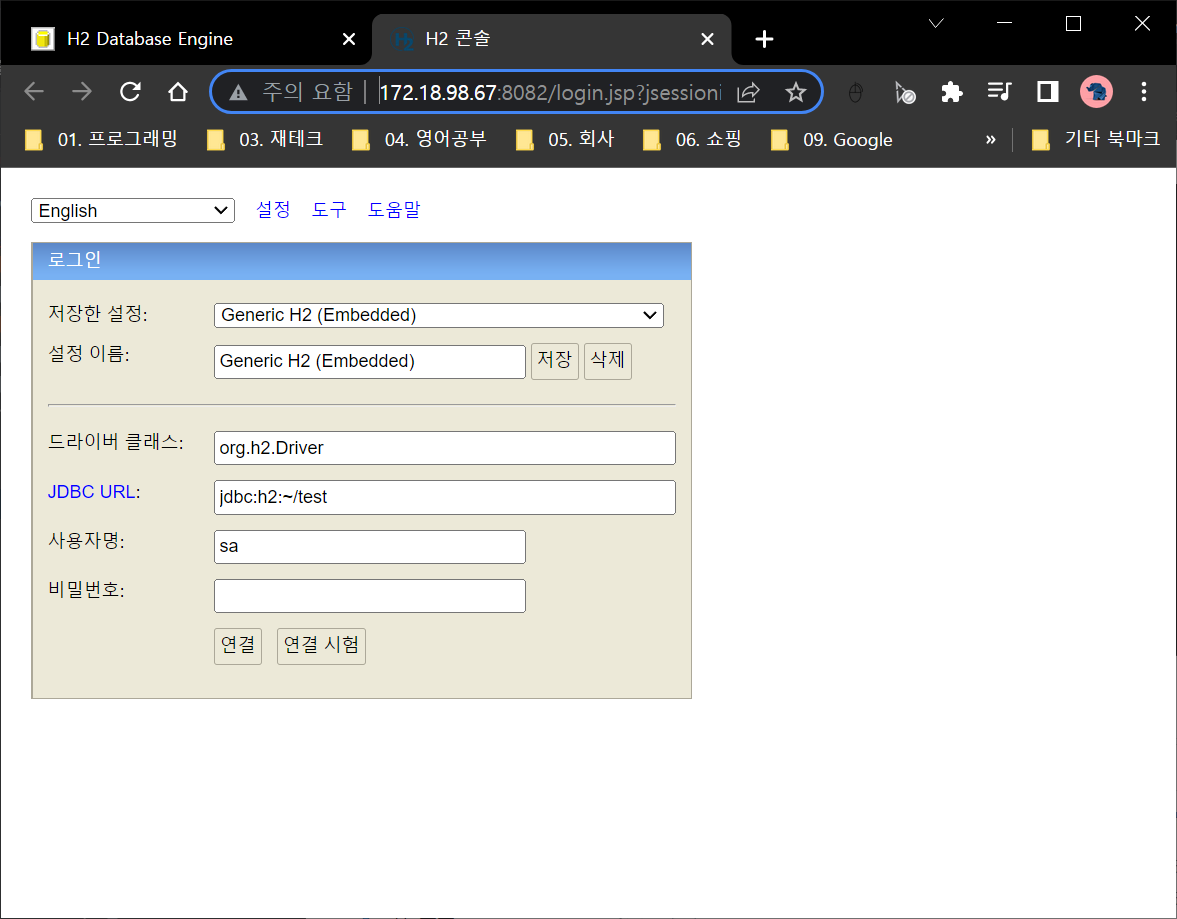 H2 Database Engine
H2 콘솔
주의 요함 172.18.98.67:8082/login.jsp?jsessioni
01. 프로그래밍 03. 재테크 04. 영어공부 05. 회사 06. 쇼핑 09. Google » 기타 북마크
English 설정 도구 도움말
로그인
저장한 설정: Generic H2 (Embedded)
설정 이름: Generic H2 (Embedded) 저장 삭제
드라이버 클래스: org.h2.Driver
JDBC URL: jdbc:h2:~/test
사용자명: sa
비밀번호:
연결 연결 시험